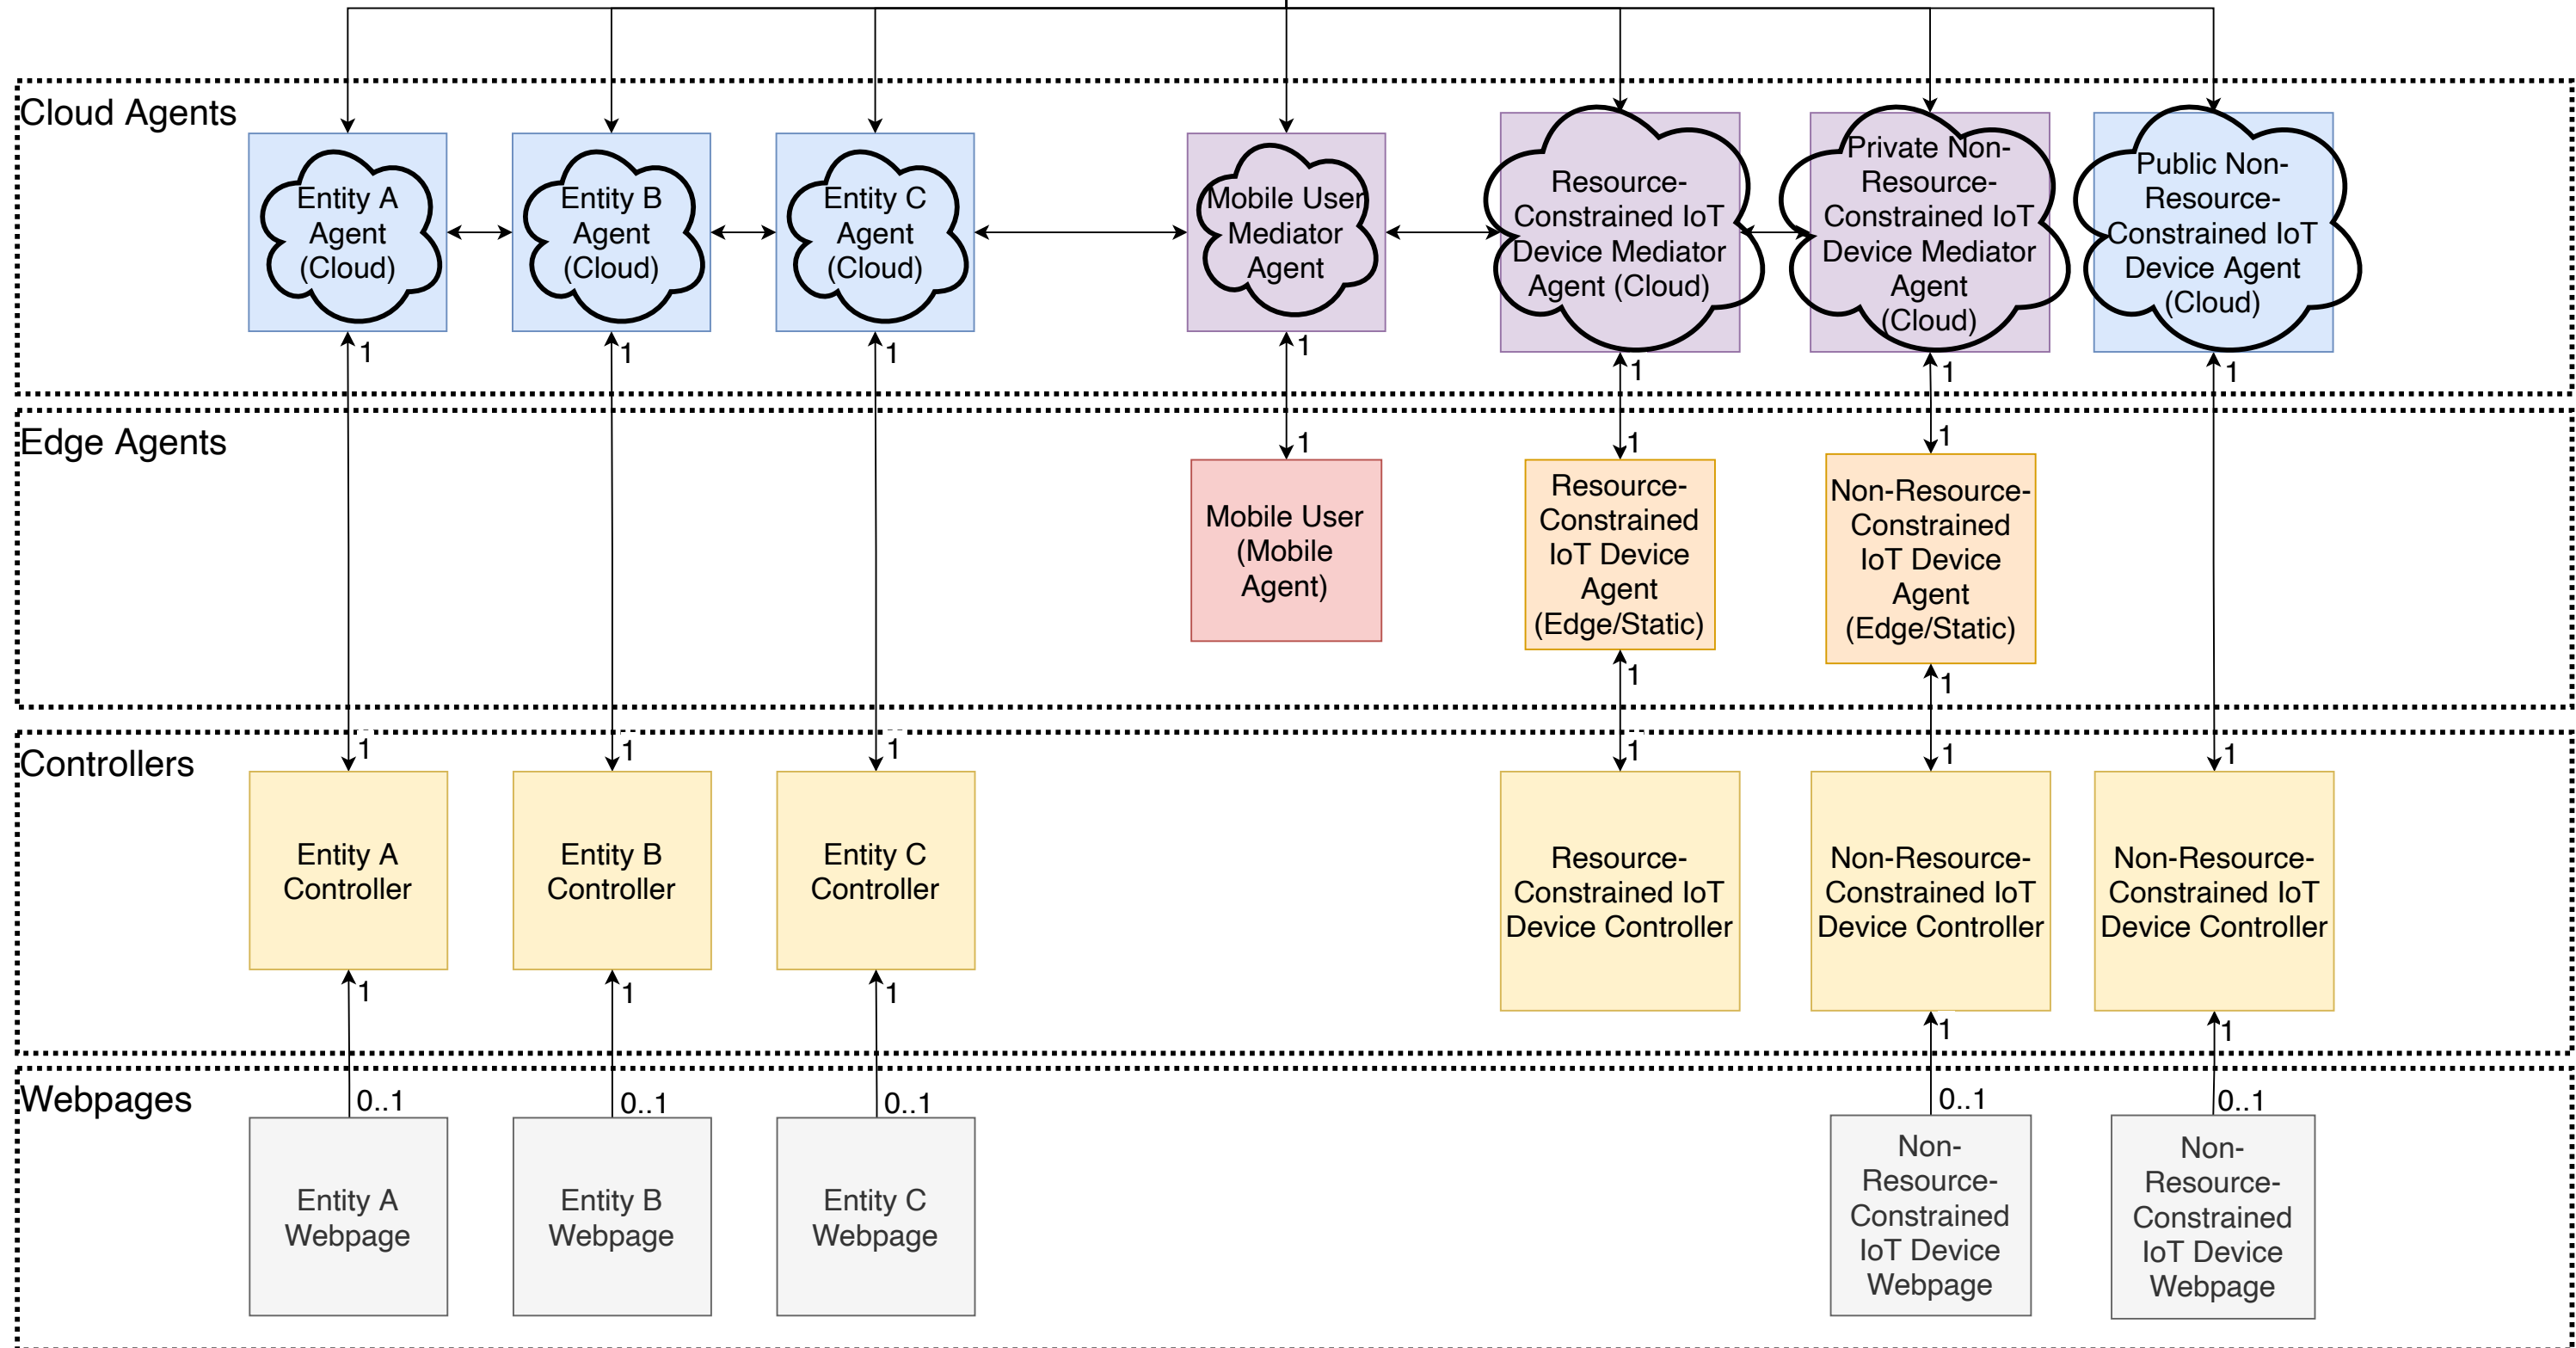 Cloud Agents
Entity A
Agent
(Cloud)
Entity B
Agent
(Cloud)
Entity C
Agent
(Cloud)
Mobile User
Mediator
Agent
Resource-
Constrained IoT
Device Mediator
Agent (Cloud)
Private Non-
Resource-
Constrained IoT
Device Mediator
Agent
(Cloud)
Public Non-
Resource-
Constrained IoT
Device Agent
(Cloud)
1
1
1
1
1
1
1
Edge Agents
1
1
1
Mobile User
(Mobile
Agent)
Resource-
Constrained
IoT Device
Agent
(Edge/Static)
Non-Resource-
Constrained
IoT Device
Agent
(Edge/Static)
1
1
Controllers
1
1
1
1
1
1
Entity A
Controller
Entity B
Controller
Entity C
Controller
Resource-
Constrained IoT
Device Controller
Non-Resource-
Constrained IoT
Device Controller
Non-Resource-
Constrained IoT
Device Controller
1
1
1
1
1
Webpages
0..1
0..1
0..1
0..1
0..1
Entity A
Webpage
Entity B
Webpage
Entity C
Webpage
Non-
Resource-
Constrained
IoT Device
Webpage
Non-
Resource-
Constrained
IoT Device
Webpage